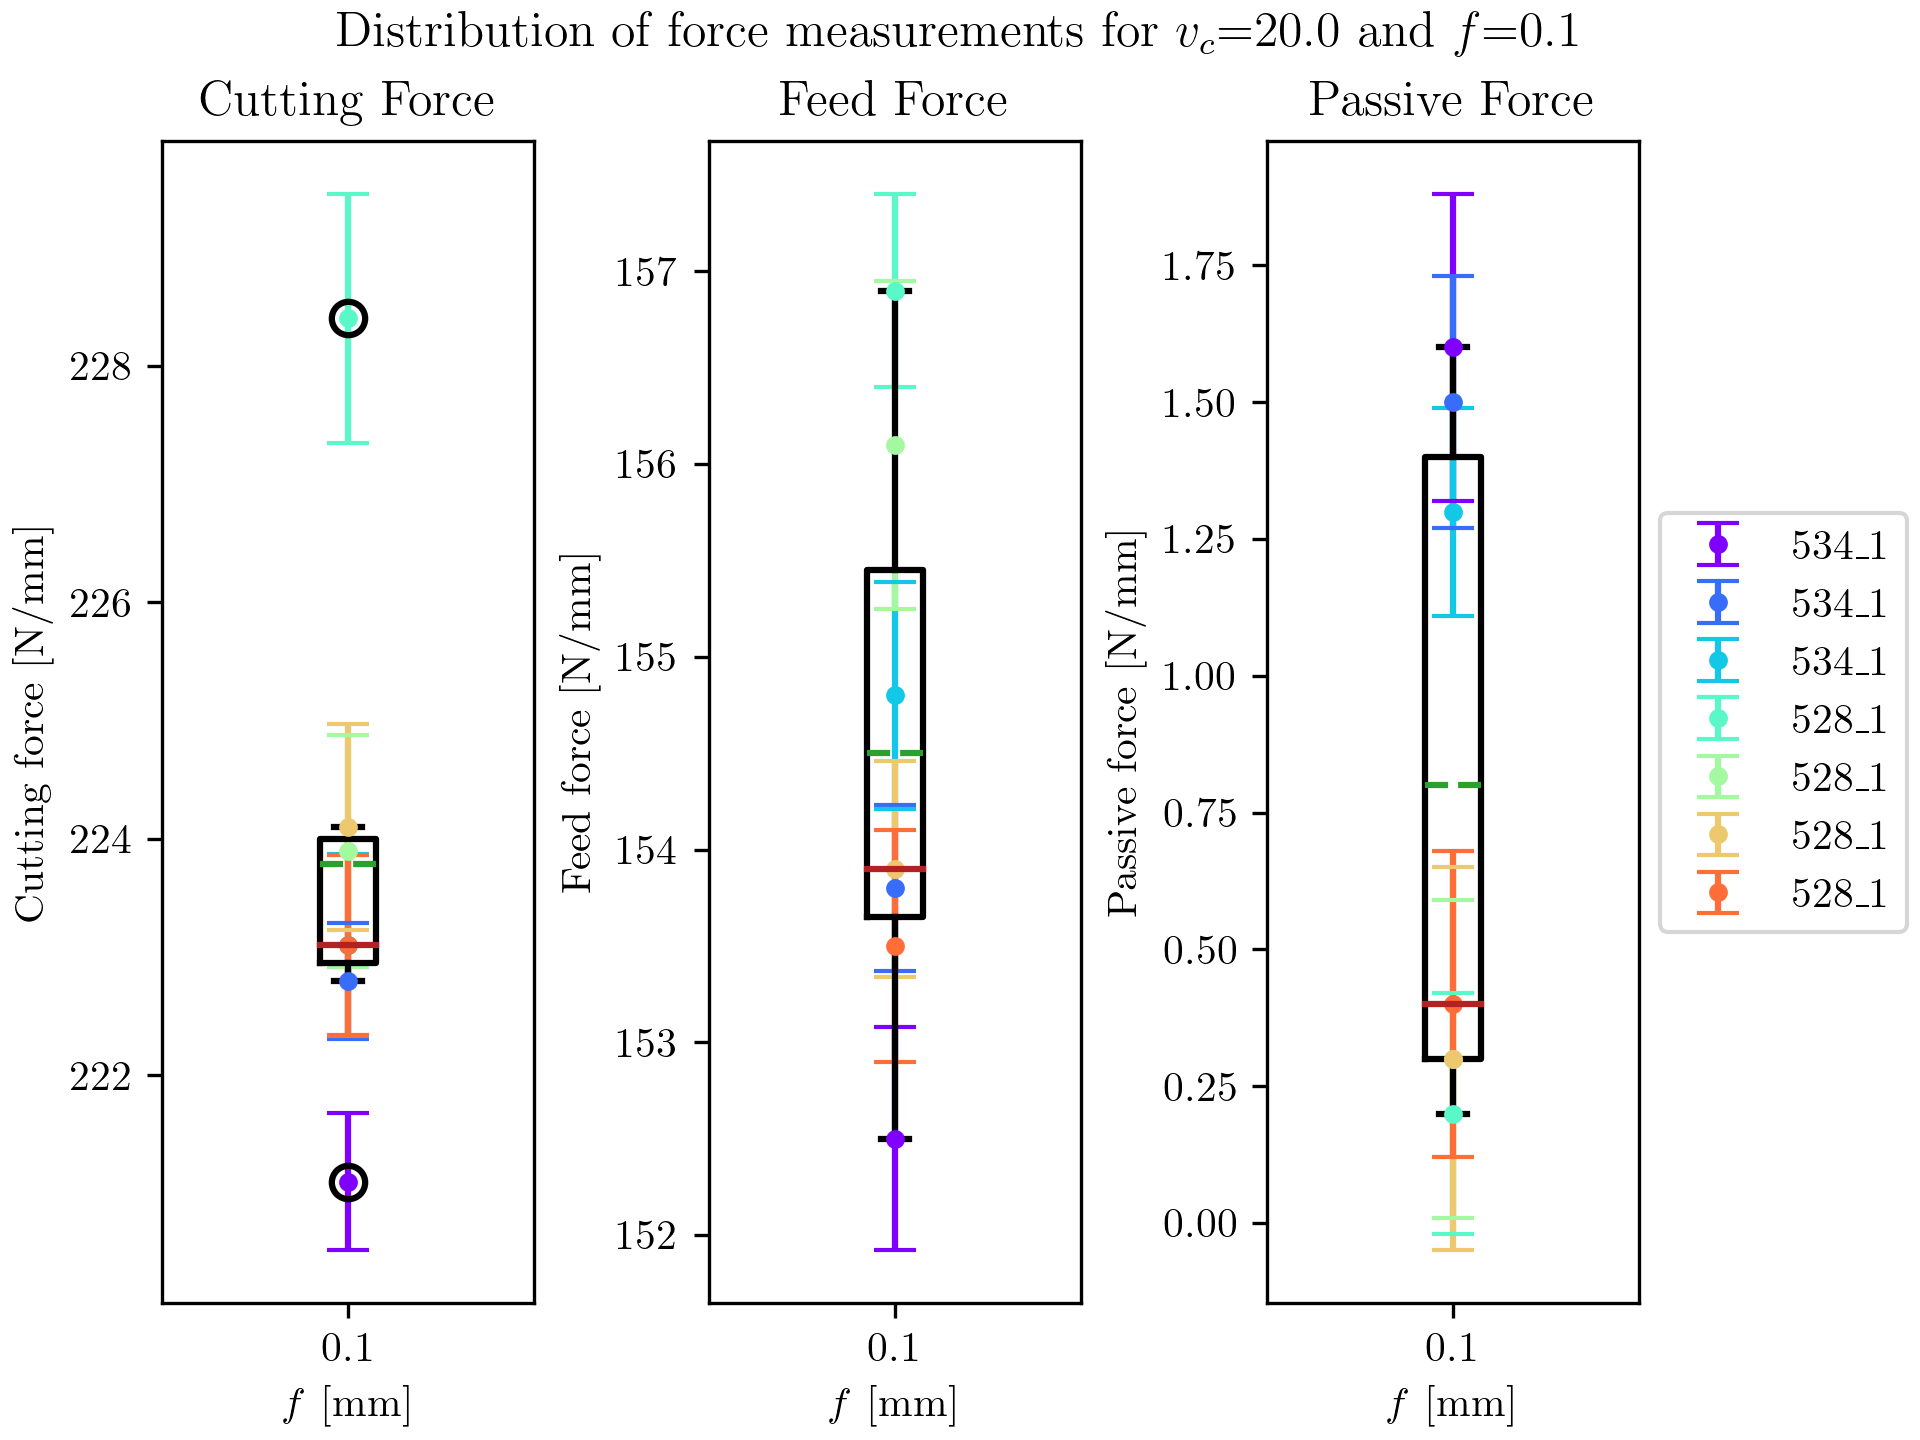 Distribution of force measurements for v_c=20.0 and f=0.1
Cutting Force
Cutting force [N/mm]
228
226
224
222
0.1
f [mm]
Feed Force
Feed force [N/mm]
157
156
155
154
153
152
0.1
f [mm]
Passive Force
Passive force [N/mm]
1.75
1.50
1.25
1.00
0.75
0.50
0.25
0.00
0.1
f [mm]
534_1
534_1
534_1
528_1
528_1
528_1
528_1